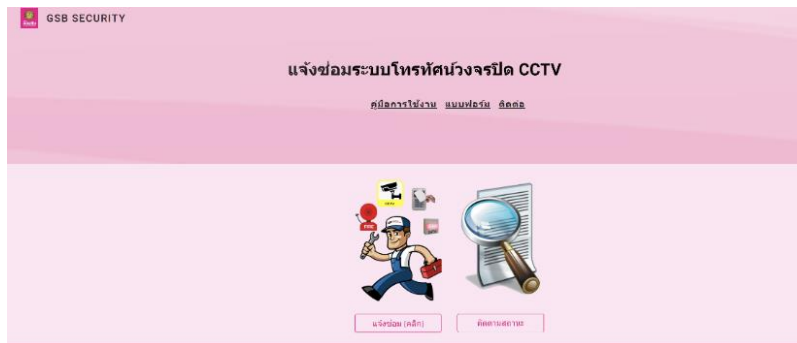 GSB SECURITY
แจ้งซ่อมระบบโทรทัศน์วงจรปิด CCTV
คู่มือการใช้งาน แบบฟอร์ม ติดต่อ
FIRE
แจ้งซ่อม (คลิก) ติดตามสถานะ